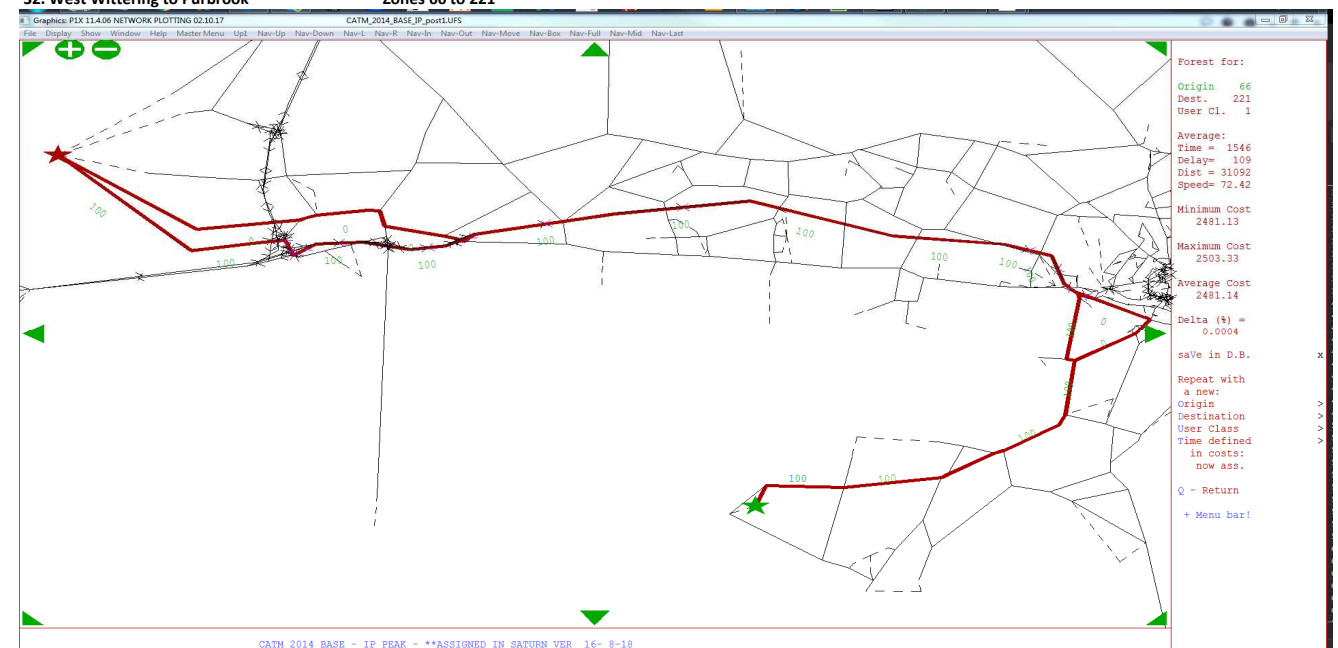 32. West Wittering to Purbrook Zones 66 to 221
Graphics: P1X 11.4.06 NETWORK PLOTTING 02.10.17 CATM_2014_BASE_IP_post1.UFS
File Display Show Window Help Master Menu Up1 Nav-Up Nav-Down Nav-L Nav-R Nav-In Nav-Out Nav-Move Nav-Box Nav-Full Nav-Mid Nav-Last
Forest for:
Origin 66
Dest. 221
User Cl. 1
Average:
Time = 1546
Delay= 109
Dist = 31092
Speed= 72.42
Minimum Cost
2481.13
Maximum Cost
2503.33
Average Cost
2481.14
Delta (%) =
0.0004
saVe in D.B. x
Repeat with
a new:
Origin >
Destination >
User Class >
Time defined >
in costs:
now ass.
Q - Return
+ Menu bar!
100
0
0
100
100
100
100
100
100
100
100
100
100
0
0
100
100
100
100
CATM 2014 BASE - IP PEAK - **ASSIGNED IN SATURN VER 16- 8-18